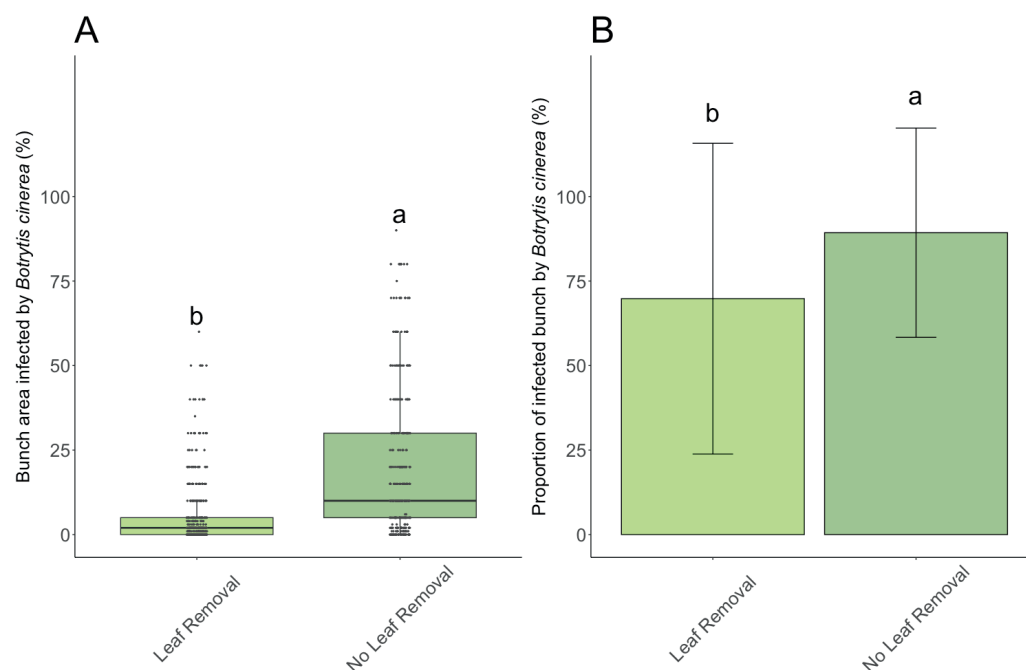 A
Bunch area infected by Botrytis cinerea (%)
100
75
50
25
0
b
a
Leaf Removal
No Leaf Removal
B
Proportion of infected bunch by Botrytis cinerea (%)
100
75
50
25
0
b
a
Leaf Removal
No Leaf Removal